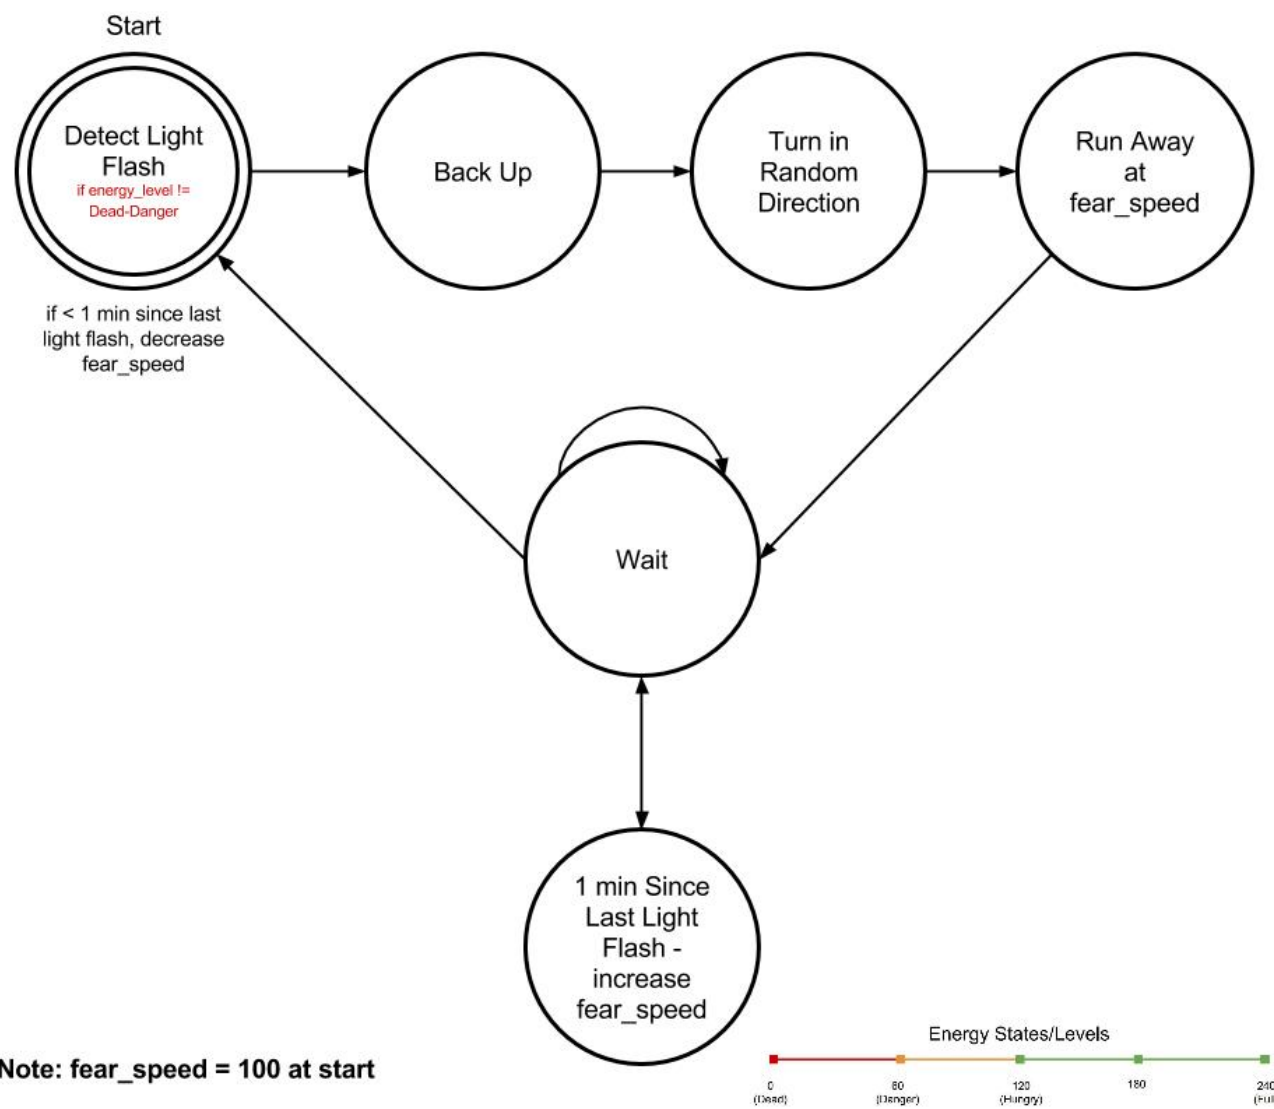 Start
Detect Light
Flash
if energy_level !=
Dead-Danger
if < 1 min since last
light flash, decrease
fear_speed
Back Up
Turn in
Random
Direction
Run Away
at
fear_speed
Wait
1 min Since
Last Light
Flash -
increase
fear_speed
Note: fear_speed = 100 at start
Energy States/Levels
0
(Dead)
60
(Danger)
120
(Hungry)
180
240
(Full